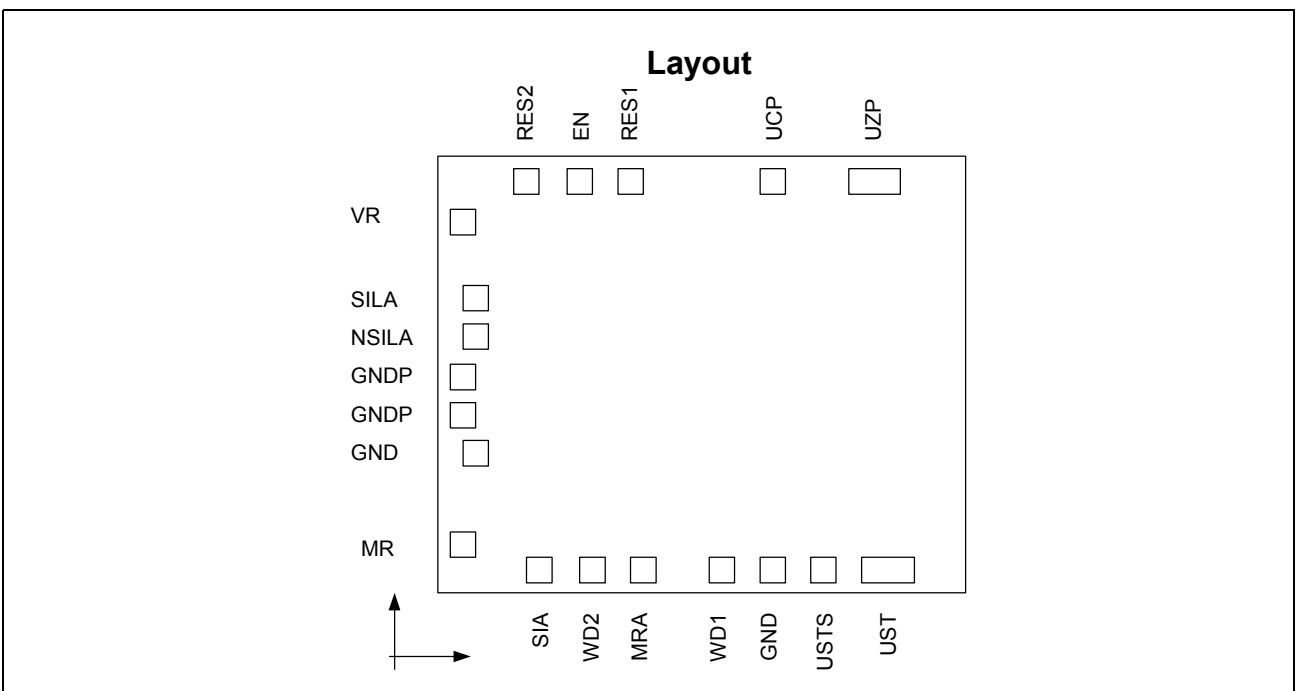 Layout
RES2
EN
RES1
UCP
UZP
VR
SILA
NSILA
GNDP
GNDP
GND
MR
SIA
WD2
MRA
WD1
GND
USTS
UST